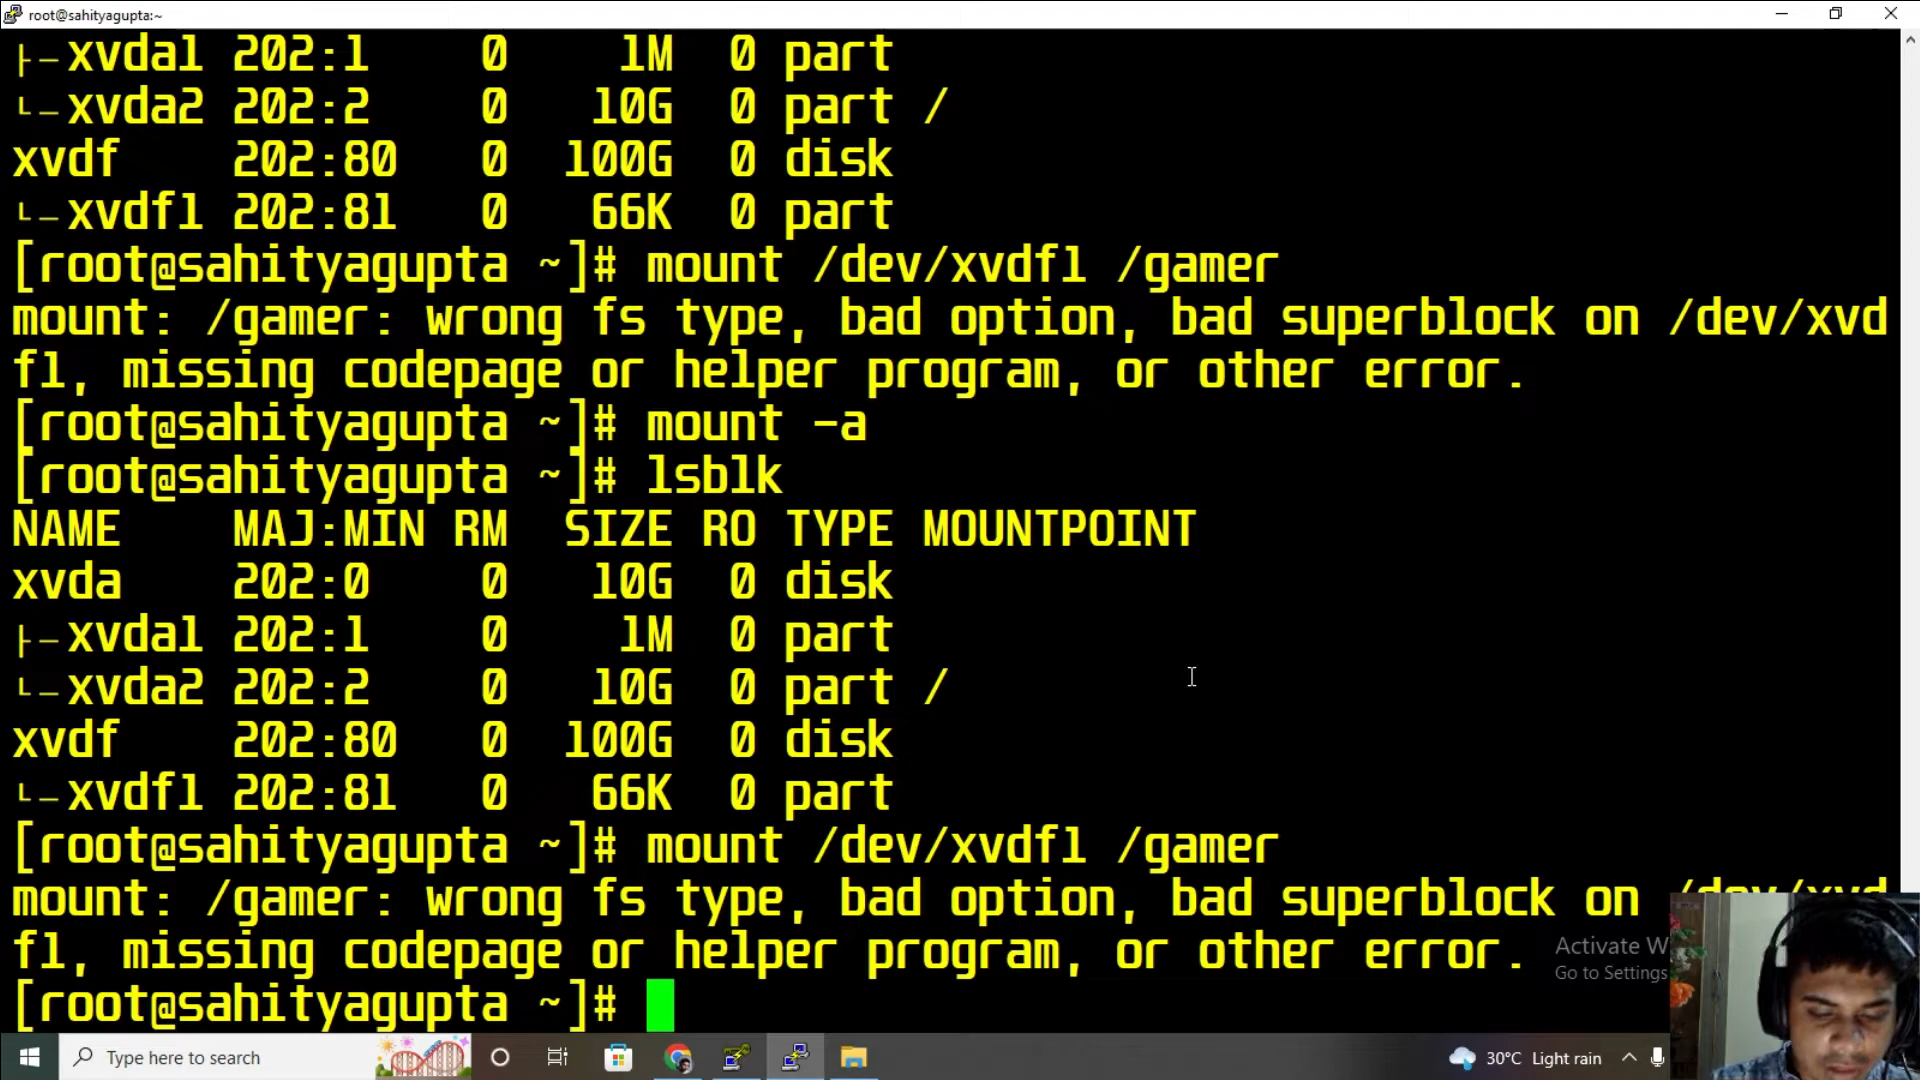 root@sahityagupta:~
├─xvda1 202:1 0 1M 0 part
└─xvda2 202:2 0 10G 0 part /
xvdf 202:80 0 100G 0 disk
└─xvdf1 202:81 0 66K 0 part
[root@sahityagupta ~]# mount /dev/xvdf1 /gamer
mount: /gamer: wrong fs type, bad option, bad superblock on /dev/xvd
f1, missing codepage or helper program, or other error.
[root@sahityagupta ~]# mount -a
[root@sahityagupta ~]# lsblk
NAME MAJ:MIN RM SIZE RO TYPE MOUNTPOINT
xvda 202:0 0 10G 0 disk
├─xvda1 202:1 0 1M 0 part
└─xvda2 202:2 0 10G 0 part /
xvdf 202:80 0 100G 0 disk
└─xvdf1 202:81 0 66K 0 part
[root@sahityagupta ~]# mount /dev/xvdf1 /gamer
mount: /gamer: wrong fs type, bad option, bad superblock on /dev/xvd
f1, missing codepage or helper program, or other error.
Activate W
Go to Settings
[root@sahityagupta ~]#
Type here to search
30°C Light rain